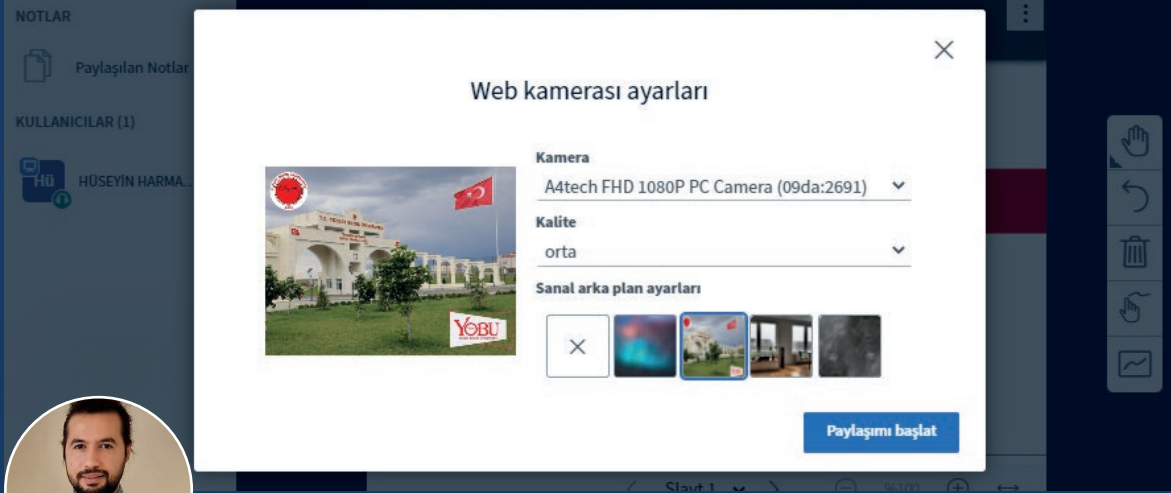 NOTLAR
Paylaşılan Notlar
KULLANICILAR (1)
Hü
HÜSEYİN HARMA..
Web kamerası ayarları
Kamera
A4tech FHD 1080P PC Camera (09da:2691)
Kalite
orta
Sanal arka plan ayarları
YOBU
Paylaşımı başlat
Slayt 1
%100